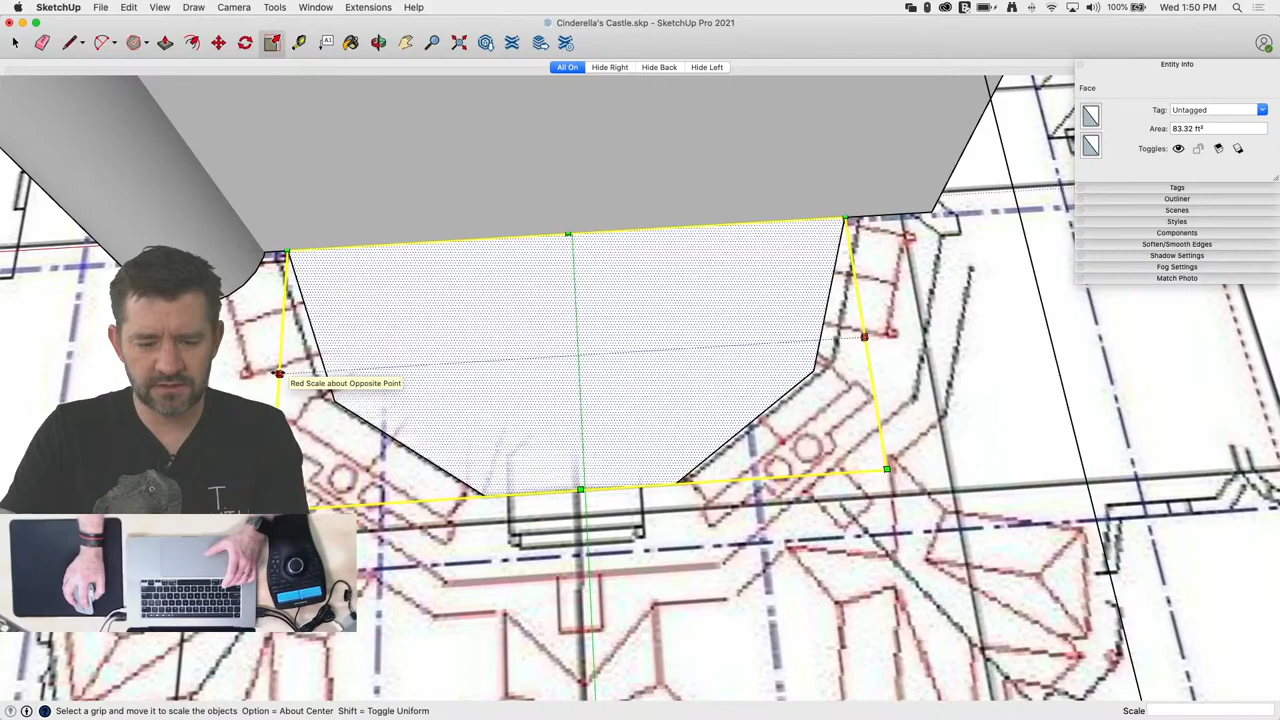 SketchUp File Edit View Draw Camera Tools Window Extensions Help 100% Wed 1:50 PM
Cinderella's Castle.skp - SketchUp Pro 2021
A1
All On Hide Right Hide Back Hide Left
Entity Info
Face
Tag: Untagged
Area: 83.32 ft²
Toggles:
Tags
Outliner
Scenes
Styles
Components
Soften/Smooth Edges
Shadow Settings
Fog Settings
Match Photo
Red Scale about Opposite Point
Select a grip and move it to scale the objects Option = About Center Shift = Toggle Uniform
Scale